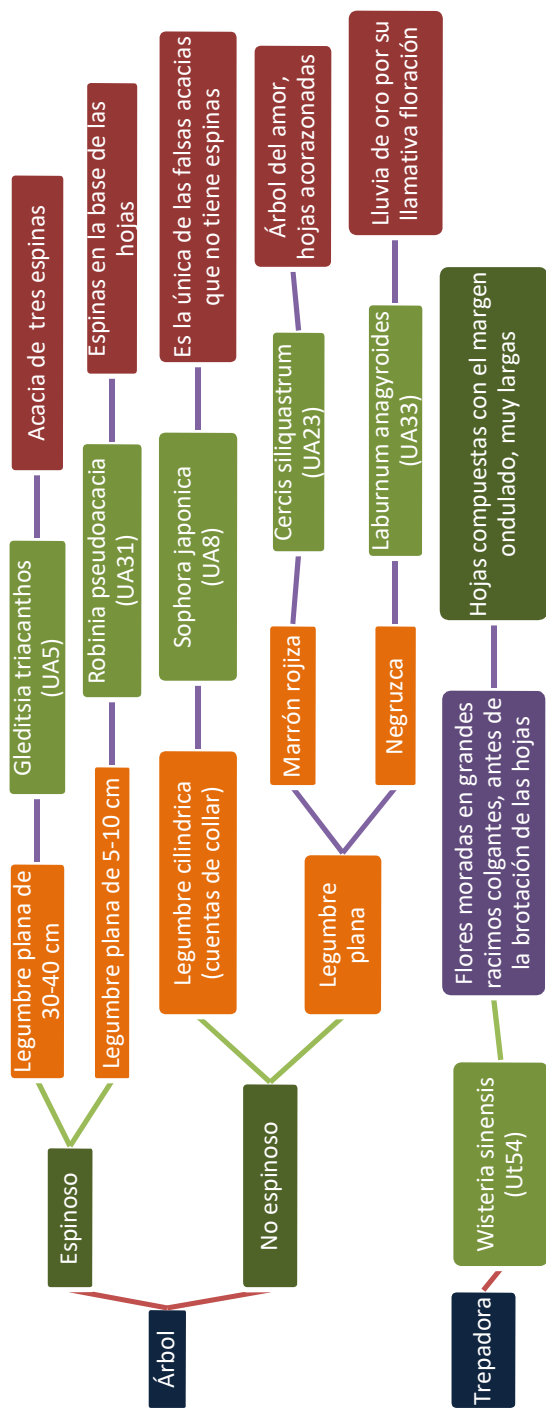 Árbol
Espinoso
Legumbre plana de
30-40 cm
Gleditsia triacanthos
(UA5)
Acacia de tres espinas
Legumbre plana de 5-10 cm
Robinia pseudoacacia
(UA31)
Espinas en la base de las
hojas
No espinoso
Legumbre cilindrica
(cuentas de collar)
Sophora japonica
(UA8)
Es la única de las falsas acacias
que no tiene espinas
Legumbre
plana
Marrón rojiza
Cercis siliquastrum
(UA23)
Árbol del amor,
hojas acorazonadas
Negruzca
Laburnum anagyroides
(UA33)
Lluvia de oro por su
llamativa floración
Trepadora
Wisteria sinensis
(Ut54)
Flores moradas en grandes
racimos colgantes, antes de
la brotación de las hojas
Hojas compuestas con el margen
ondulado, muy largas